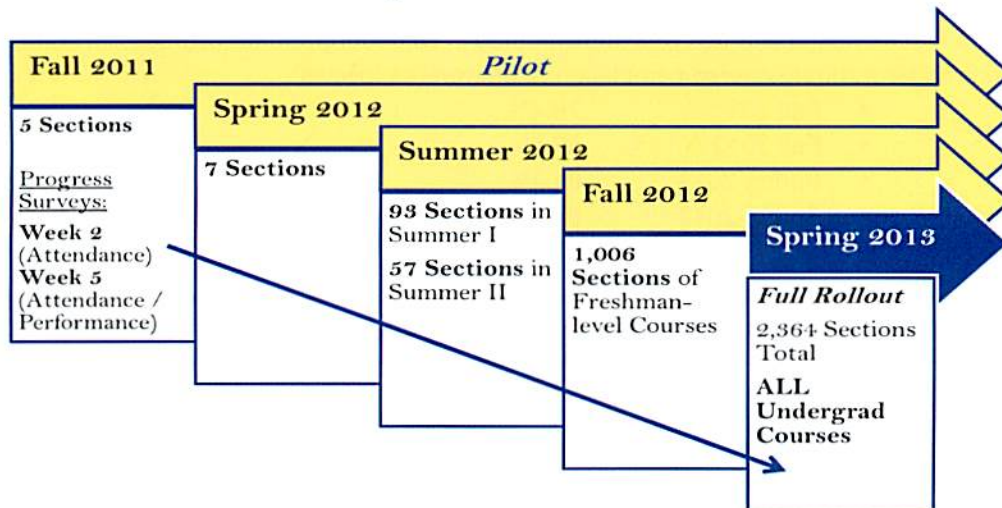 Fall 2011
Pilot
5 Sections
Progress
Surveys:
Week 2
(Attendance)
Week 5
(Attendance /
Performance)
Spring 2012
7 Sections
Summer 2012
93 Sections in
Summer I
57 Sections in
Summer II
Fall 2012
1,006
Sections of
Freshman-
level Courses
Spring 2013
Full Rollout
2,364 Sections
Total
ALL
Undergrad
Courses